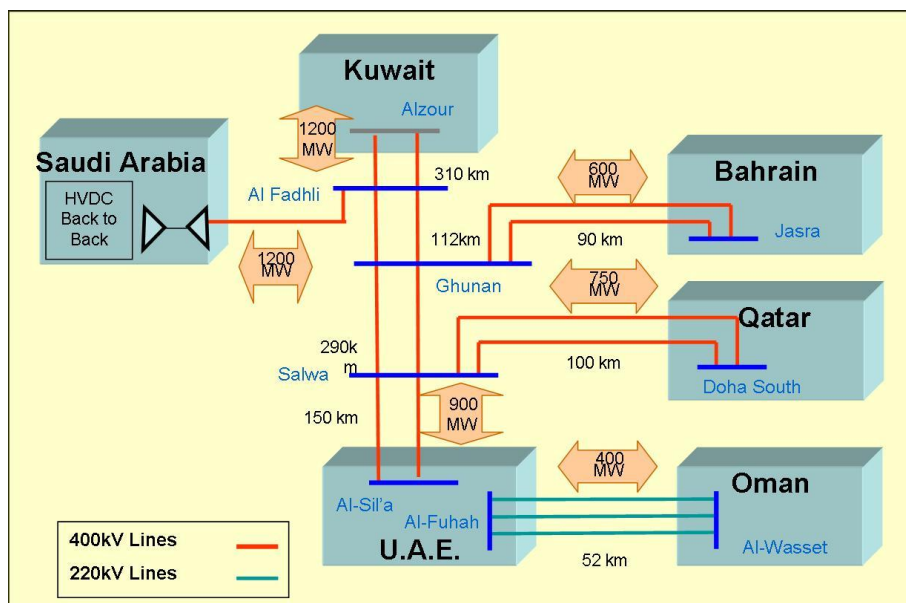 Kuwait
Alzour
1200
MW
Saudi Arabia
HVDC
Back to
Back
Al Fadhli
310 km
600
MW
Bahrain
Jasra
112km
90 km
1200
MW
Ghunan
750
MW
Qatar
290k
m
Salwa
100 km
Doha South
150 km
900
MW
400
MW
Oman
Al-Sil'a
Al-Fuhah
U.A.E.
52 km
Al-Wasset
400kV Lines
220kV Lines